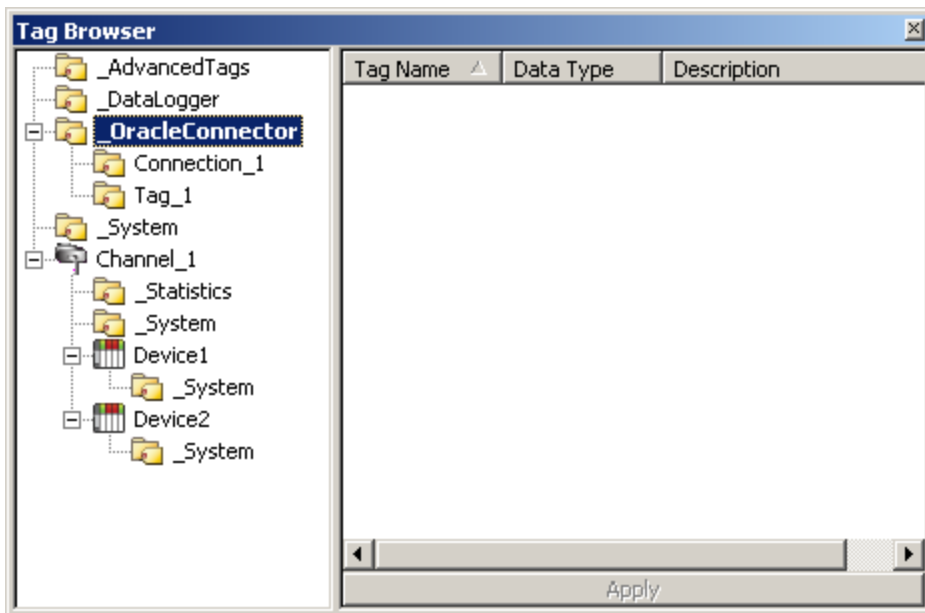 Tag Browser
_AdvancedTags
_DataLogger
_OracleConnector
Connection_1
Tag_1
_System
Channel_1
_Statistics
_System
Device1
_System
Device2
_System
Tag Name Data Type Description
Apply